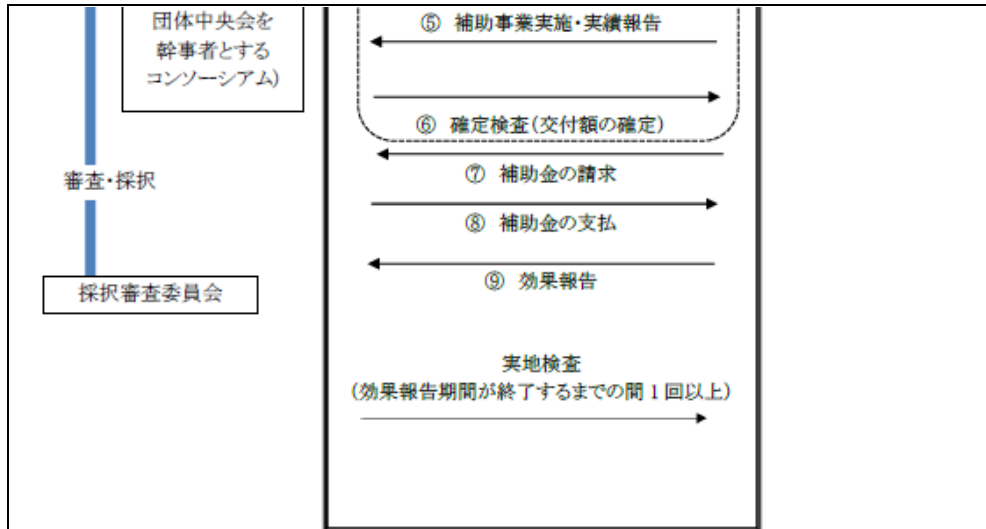 団体中央会を
幹事者とする
コンソーシアム)
審査・採択
採択審査委員会
⑤ 補助事業実施・実績報告
⑥ 確定検査(交付額の確定)
⑦ 補助金の請求
⑧ 補助金の支払
⑨ 効果報告
実地検査
(効果報告期間が終了するまでの間1回以上)